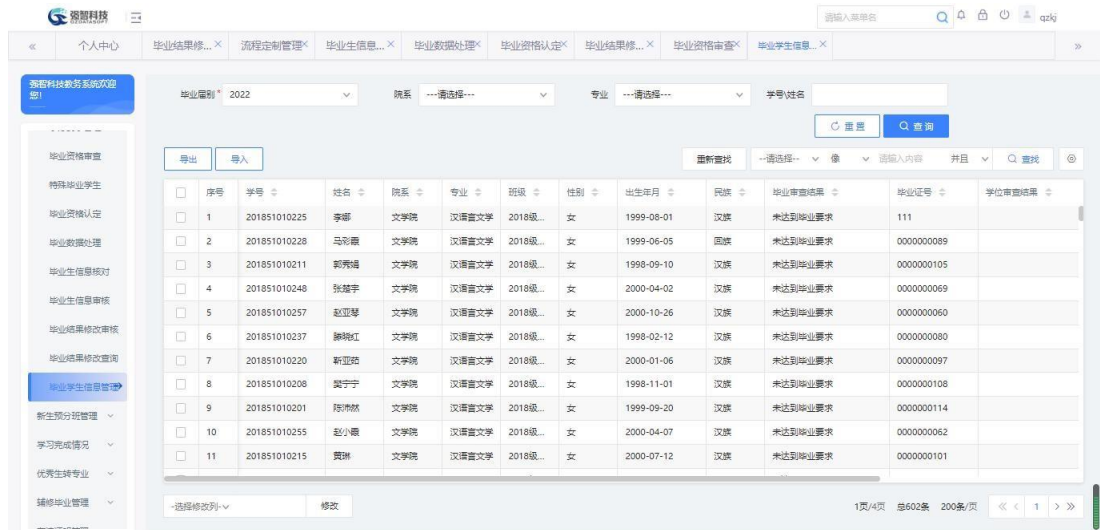 强智科技
QZDATASOFT
请输入菜单名
qzkj
个人中心 毕业结果修... 流程定制管理 毕业生信息... 毕业数据处理 毕业资格认定 毕业结果修... 毕业资格审查 毕业学生信息...
强智科技教务系统欢迎您!
毕业届别* 2022 院系 ---请选择--- 专业 ---请选择--- 学号\姓名
重置 查询
毕业资格审查
特殊毕业学生
毕业资格认定
毕业数据处理
毕业生信息核对
毕业生信息审核
毕业结果修改审核
毕业结果修改查询
毕业学生信息管理
新生预分班管理
学习完成情况
优秀生转专业
辅修毕业管理
导出 导入 重新查找 --请选择-- 像 请输入内容 并且 查找
序号 学号 姓名 院系 专业 班级 性别 出生年月 民族 毕业审查结果 毕业证号 学位审查结果
1 201851010225 李娜 文学院 汉语言文学 2018级... 女 1999-08-01 汉族 未达到毕业要求 111
2 201851010228 马彩霞 文学院 汉语言文学 2018级... 女 1999-06-05 回族 未达到毕业要求 0000000089
3 201851010211 郭秀娟 文学院 汉语言文学 2018级... 女 1998-09-10 汉族 未达到毕业要求 0000000105
4 201851010248 张楚宇 文学院 汉语言文学 2018级... 女 2000-04-02 汉族 未达到毕业要求 0000000069
5 201851010257 赵亚琴 文学院 汉语言文学 2018级... 女 2000-10-26 汉族 未达到毕业要求 0000000060
6 201851010237 滕晓红 文学院 汉语言文学 2018级... 女 1998-02-12 汉族 未达到毕业要求 0000000080
7 201851010220 靳亚茹 文学院 汉语言文学 2018级... 女 2000-01-06 汉族 未达到毕业要求 0000000097
8 201851010208 樊宁宁 文学院 汉语言文学 2018级... 女 1998-11-01 汉族 未达到毕业要求 0000000108
9 201851010201 陈沛然 文学院 汉语言文学 2018级... 女 1999-09-20 汉族 未达到毕业要求 0000000114
10 201851010255 赵小霞 文学院 汉语言文学 2018级... 女 2000-04-07 汉族 未达到毕业要求 0000000062
11 201851010215 黄琳 文学院 汉语言文学 2018级... 女 2000-07-12 汉族 未达到毕业要求 0000000101
-选择修改列- 修改 1页/4页 总602条 200条/页 1